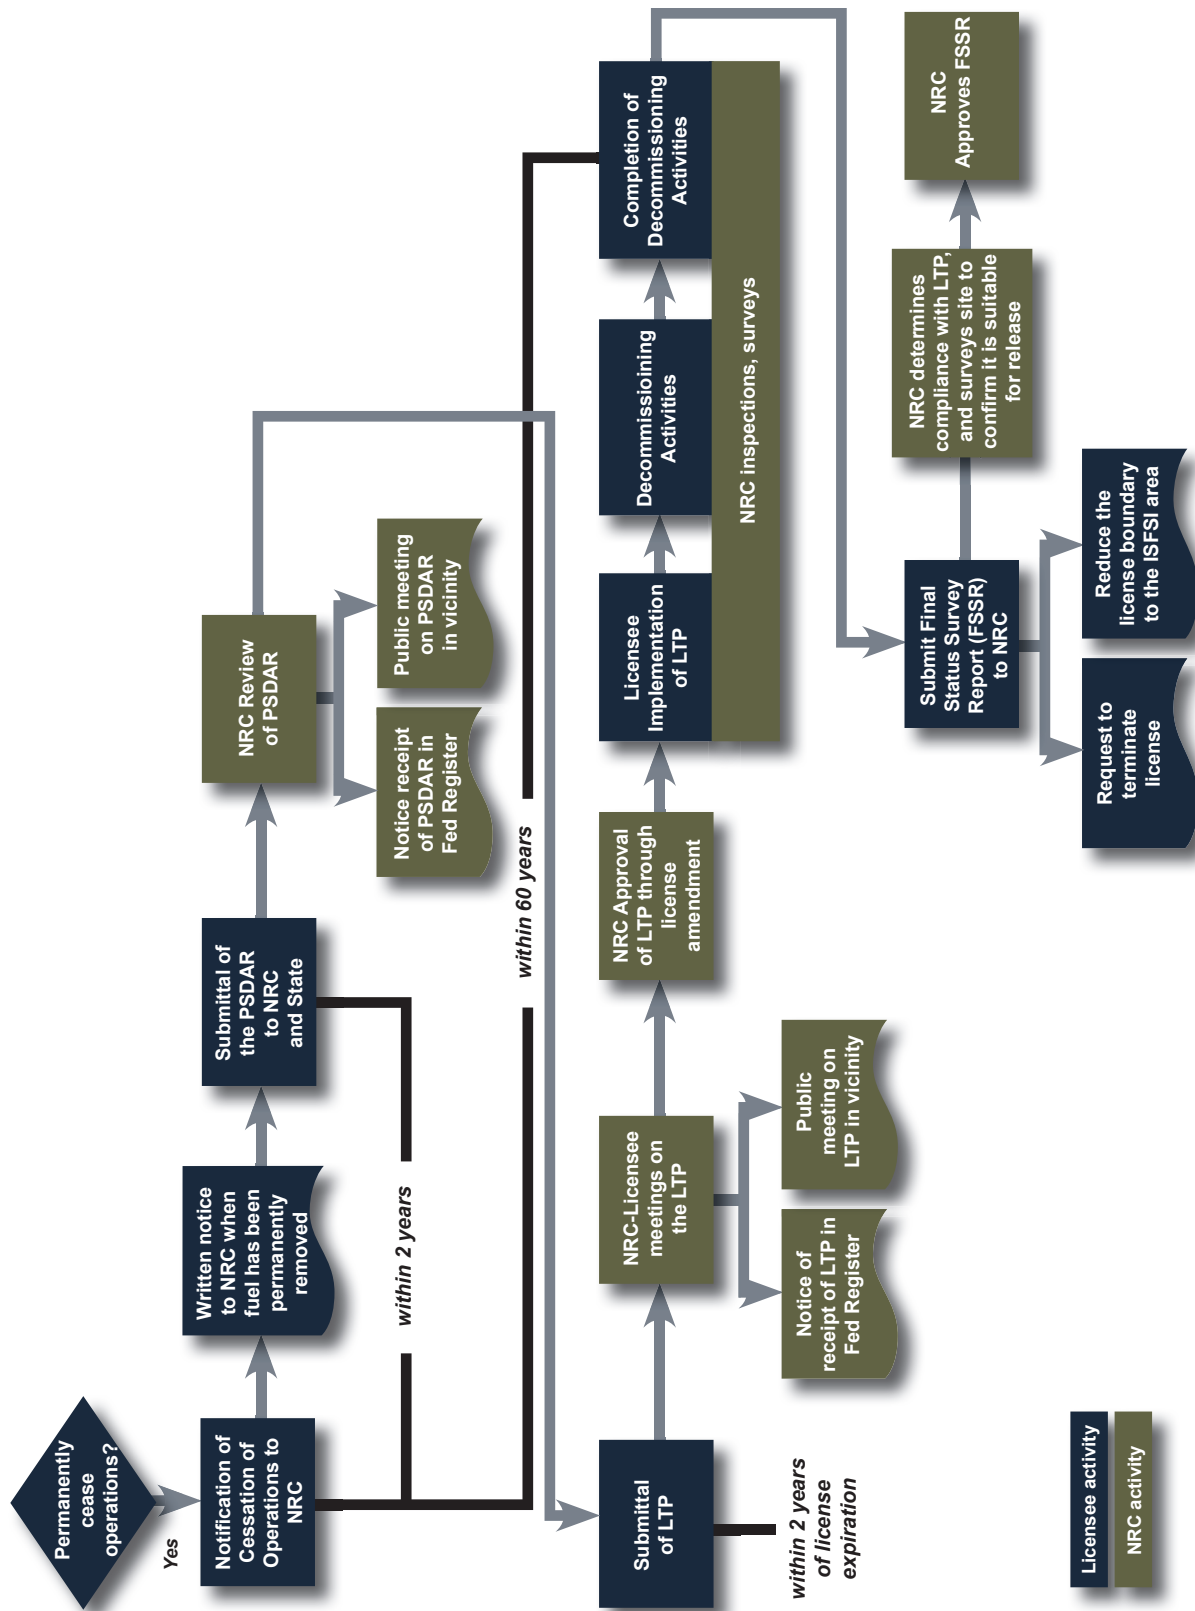 Permanently
cease
operations?
Yes
Notification of
Cessation of
Operations to
NRC
Written notice
to NRC when
fuel has been
permanently
removed
Submittal of
the PSDAR
to NRC
and State
NRC Review
of PSDAR
Notice receipt
of PSDAR in
Fed Register
Public meeting
on PSDAR
in vicinity
within 2 years
within 60 years
Submittal
of LTP
within 2 years
of license
expiration
NRC-Licensee
meetings on
the LTP
Notice of
receipt of LTP in
Fed Register
Public
meeting on
LTP in vicinity
NRC Approval
of LTP through
license
amendment
Licensee
Implementation
of LTP
Decommissioining
Activities
Completion of
Decommissioning
Activities
NRC inspections, surveys
Submit Final
Status Survey
Report (FSSR)
to NRC
Request to
terminate
license
Reduce the
license boundary
to the ISFSI area
NRC determines
compliance with LTP,
and surveys site to
confirm it is suitable
for release
NRC
Approves FSSR
Licensee activity
NRC activity